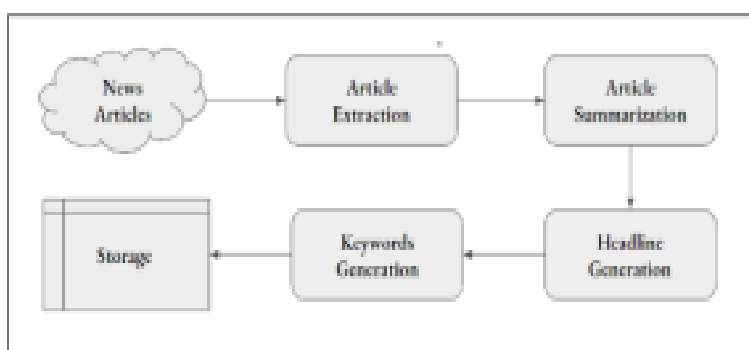 News
Articles
Article
Extraction
Article
Summarization
Headline
Generation
Keywords
Generation
Storage